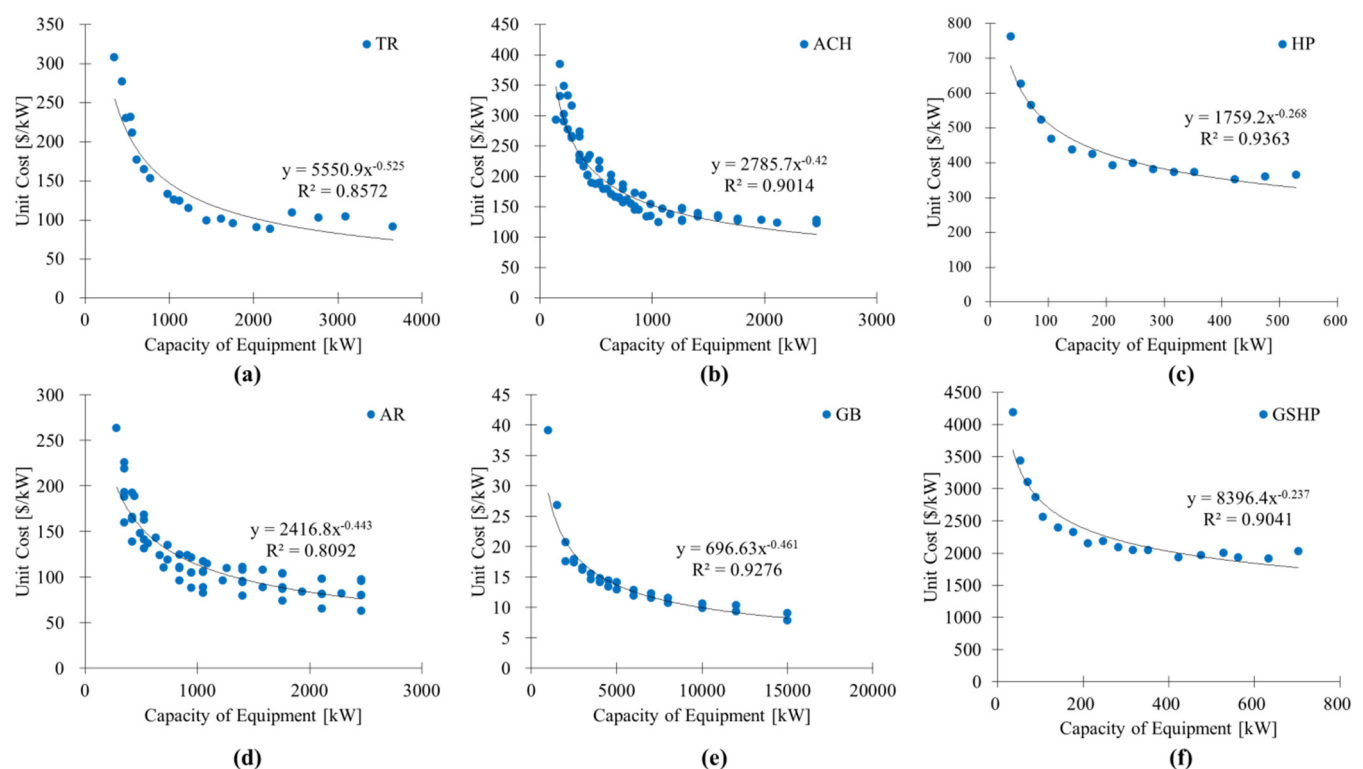 350
300
250
200
150
100
50
0
Unit Cost [$/kW]
TR
y = 5550.9x^-0.525
R² = 0.8572
0 1000 2000 3000 4000
Capacity of Equipment [kW]
(a)
450
400
350
300
250
200
150
100
50
0
Unit Cost [$/kW]
ACH
y = 2785.7x^-0.42
R² = 0.9014
0 1000 2000 3000
Capacity of Equipment [kW]
(b)
800
600
400
200
0
Unit Cost [$/kW]
HP
y = 1759.2x^-0.268
R² = 0.9363
0 100 200 300 400 500 600
Capacity of Equipment [kW]
(c)
300
250
200
150
100
50
0
Unit Cost [$/kW]
AR
y = 2416.8x^-0.443
R² = 0.8092
0 1000 2000 3000
Capacity of Equipment [kW]
(d)
45
40
35
30
25
20
15
10
5
0
Unit Cost [$/kW]
GB
y = 696.63x^-0.461
R² = 0.9276
0 5000 10000 15000 20000
Capacity of Equipment [kW]
(e)
4500
4000
3500
3000
2500
2000
1500
1000
500
0
Unit Cost [$/kW]
GSHP
y = 8396.4x^-0.237
R² = 0.9041
0 200 400 600 800
Capacity of Equipment [kW]
(f)